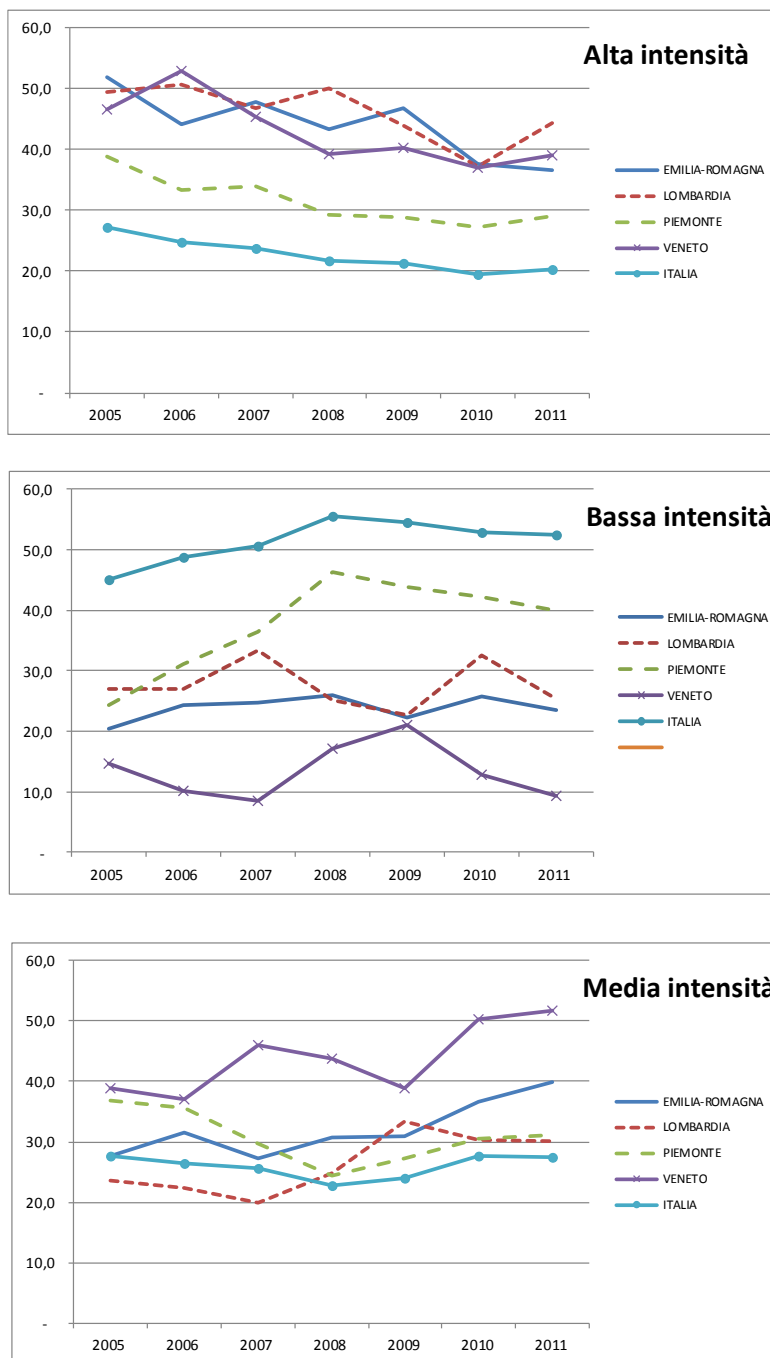 Alta intensità
60,0
50,0
40,0
30,0
20,0
10,0
-
2005 2006 2007 2008 2009 2010 2011
EMILIA-ROMAGNA
LOMBARDIA
PIEMONTE
VENETO
ITALIA
Bassa intensità
60,0
50,0
40,0
30,0
20,0
10,0
-
2005 2006 2007 2008 2009 2010 2011
EMILIA-ROMAGNA
LOMBARDIA
PIEMONTE
VENETO
ITALIA
Media intensità
60,0
50,0
40,0
30,0
20,0
10,0
-
2005 2006 2007 2008 2009 2010 2011
EMILIA-ROMAGNA
LOMBARDIA
PIEMONTE
VENETO
ITALIA